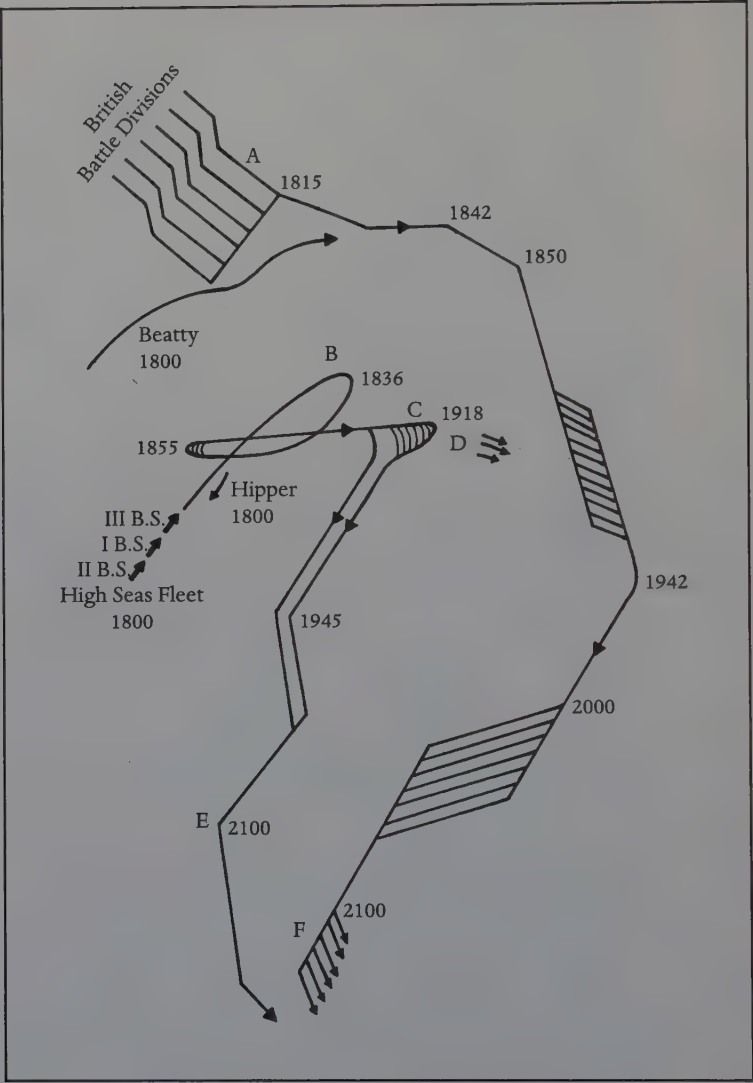 British
Battle Divisions
A
1815
1842
1850
Beatty
1800
B
1836
C
1918
1855
D
Hipper
1800
III B.S.
I B.S.
II B.S.
High Seas Fleet
1800
1942
1945
2000
E
2100
2100
F